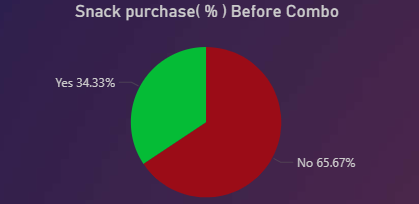 Snack purchase( % ) Before Combo
Yes 34.33%
No 65.67%